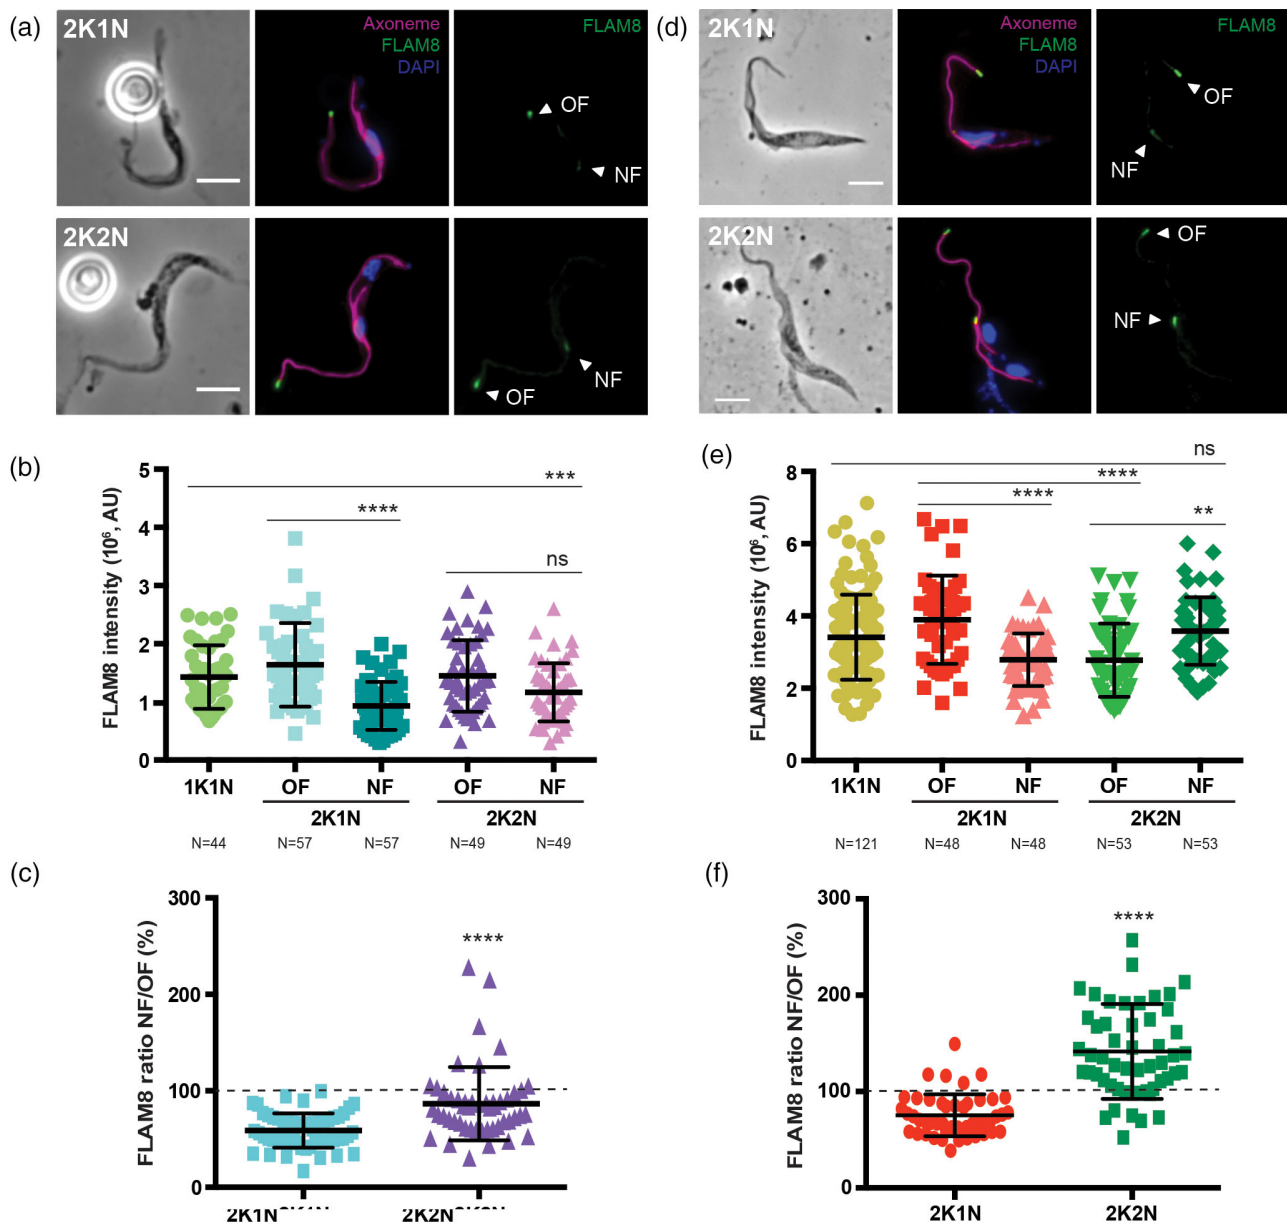 (a)
2K1N
Axoneme
FLAM8
DAPI
FLAM8
OF
NF
2K2N
OF
NF
(d)
2K1N
Axoneme
FLAM8
DAPI
FLAM8
OF
NF
2K2N
OF
NF
(b)
FLAM8 intensity (10⁶, AU)
5
4
3
2
1
0
***
****
ns
1K1N
OF
NF
OF
NF
2K1N
2K2N
N=44
N=57
N=57
N=49
N=49
(e)
FLAM8 intensity (10⁶, AU)
8
6
4
2
0
ns
****
****
**
1K1N
OF
NF
OF
NF
2K1N
2K2N
N=121
N=48
N=48
N=53
N=53
(c)
FLAM8 ratio NF/OF (%)
300
200
100
0
****
2K1N
2K2N
(f)
FLAM8 ratio NF/OF (%)
300
200
100
0
****
2K1N
2K2N